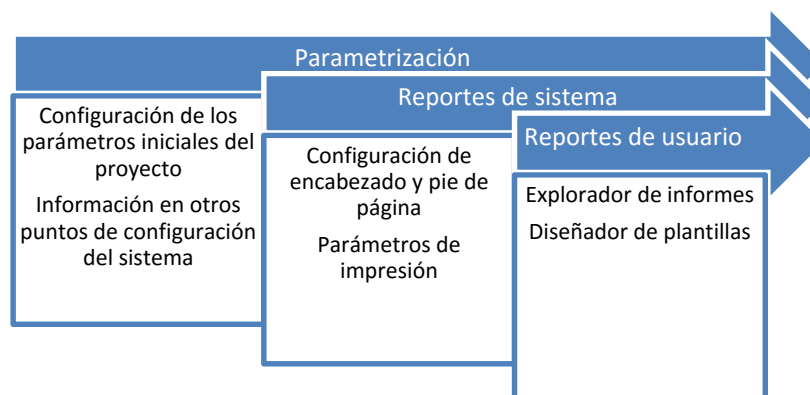 Parametrización
Configuración de los
parámetros iniciales del
proyecto
Información en otros
puntos de configuración
del sistema
Reportes de sistema
Configuración de
encabezado y pie de
página
Parámetros de
impresión
Reportes de usuario
Explorador de informes
Diseñador de plantillas